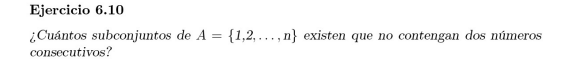 Ejercicio 6.10
¿Cuántos subconjuntos de A = {1,2, . . . , n} existen que no contengan dos números
consecutivos?